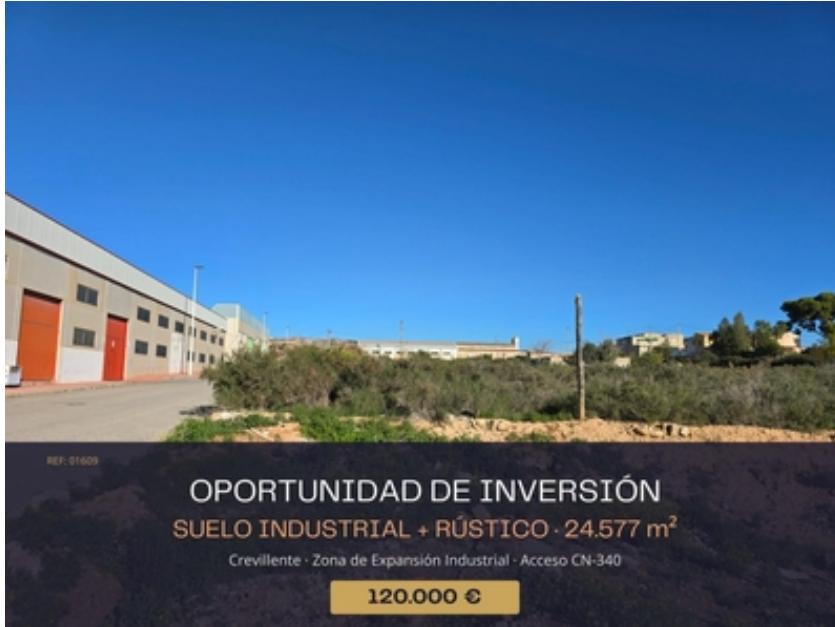 REF: 01609
OPORTUNIDAD DE INVERSIÓN
SUELO INDUSTRIAL + RÚSTICO · 24.577 m²
Crevillente · Zona de Expansión Industrial · Acceso CN-340
120.000 €